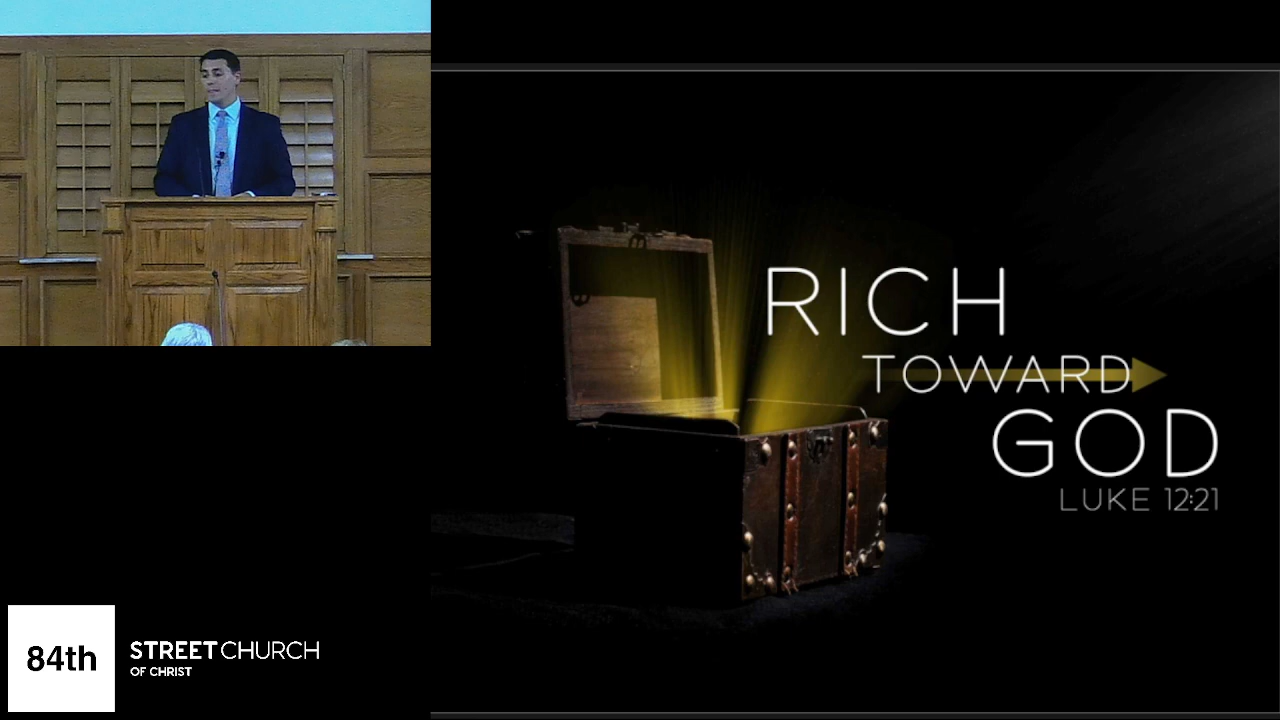 RICH
TOWARD
GOD
LUKE 12:21
84th
STREET CHURCH
OF CHRIST